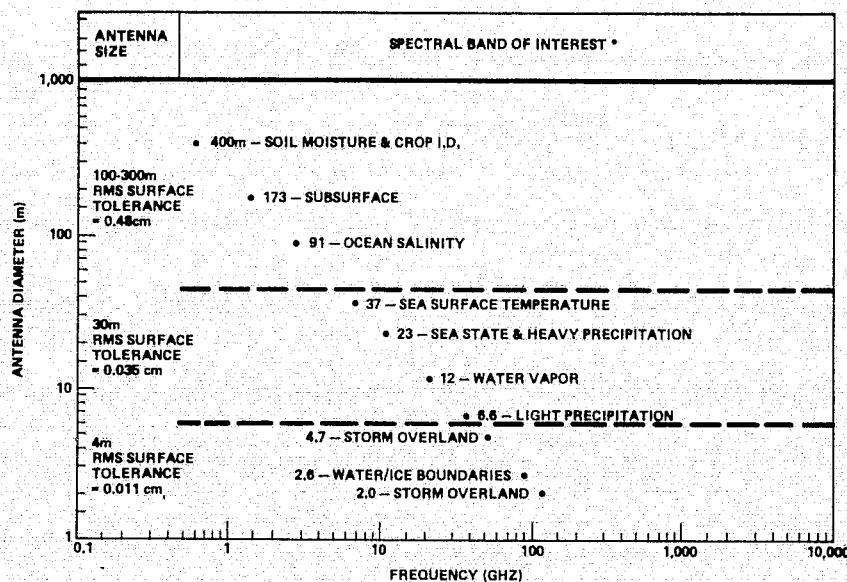 ANTENNA
SIZE
SPECTRAL BAND OF INTEREST *
1,000
400m — SOIL MOISTURE & CROP I.D.
100-300m
RMS SURFACE
TOLERANCE
= 0.48cm
173 — SUBSURFACE
100
91 — OCEAN SALINITY
ANTENNA DIAMETER (m)
37 — SEA SURFACE TEMPERATURE
30m
RMS SURFACE
TOLERANCE
= 0.035 cm
23 — SEA STATE & HEAVY PRECIPITATION
12 — WATER VAPOR
10
6.6 — LIGHT PRECIPITATION
4.7 — STORM OVERLAND
4m
RMS SURFACE
TOLERANCE
= 0.011 cm
2.6 — WATER/ICE BOUNDARIES
2.0 — STORM OVERLAND
1
0.1 1 10 100 1,000 10,000
FREQUENCY (GHZ)